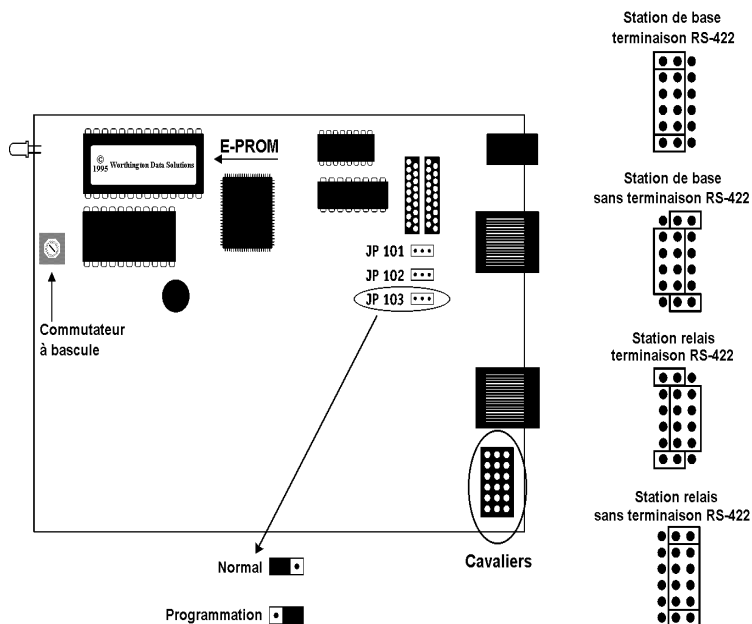 Station de base
terminaison RS-422
E-PROM
©
1995 Worthington Data Solutions
Station de base
sans terminaison RS-422
JP 101
JP 102
JP 103
Commutateur
à bascule
Station relais
terminaison RS-422
Station relais
sans terminaison RS-422
Cavaliers
Normal
Programmation